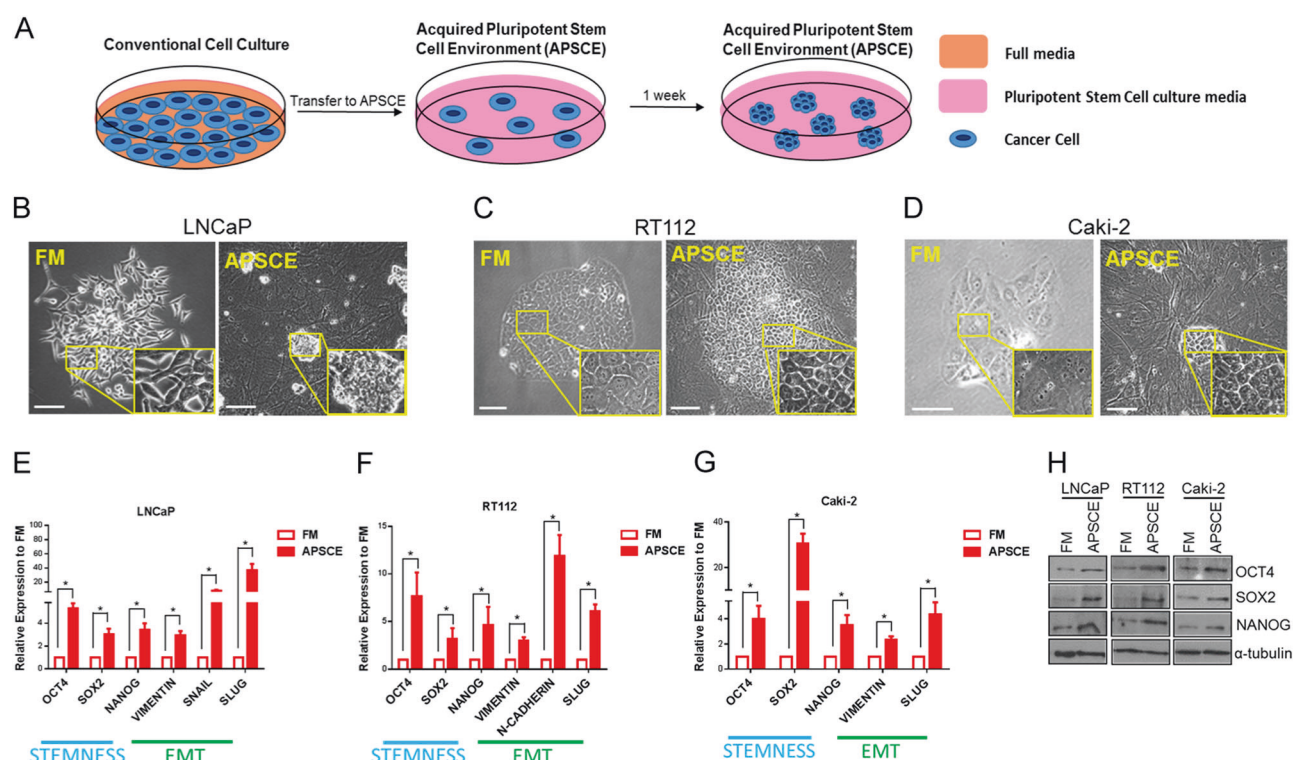 A
Conventional Cell Culture
Acquired Pluripotent Stem
Cell Environment (APSCE)
Acquired Pluripotent Stem
Cell Environment (APSCE)
Transfer to APSCE
1 week
Full media
Pluripotent Stem Cell culture media
Cancer Cell
B
LNCaP
FM
APSCE
C
RT112
FM
APSCE
D
Caki-2
FM
APSCE
E
LNCaP
Relative Expression to FM
100
80
60
40
20
6
4
2
0
*
*
*
*
*
*
FM
APSCE
OCT4
SOX2
NANOG
VIMENTIN
SNAIL
SLUG
STEMNESS
EMT
F
RT112
Relative Expression to FM
15
10
5
0
*
*
*
*
*
*
FM
APSCE
OCT4
SOX2
NANOG
VIMENTIN
N-CADHERIN
SLUG
STEMNESS
EMT
G
Caki-2
Relative Expression to FM
40
20
6
4
2
0
*
*
*
*
*
FM
APSCE
OCT4
SOX2
NANOG
VIMENTIN
SLUG
STEMNESS
EMT
H
LNCaP RT112 Caki-2
FM APSCE FM APSCE FM APSCE
OCT4
SOX2
NANOG
α-tubulin